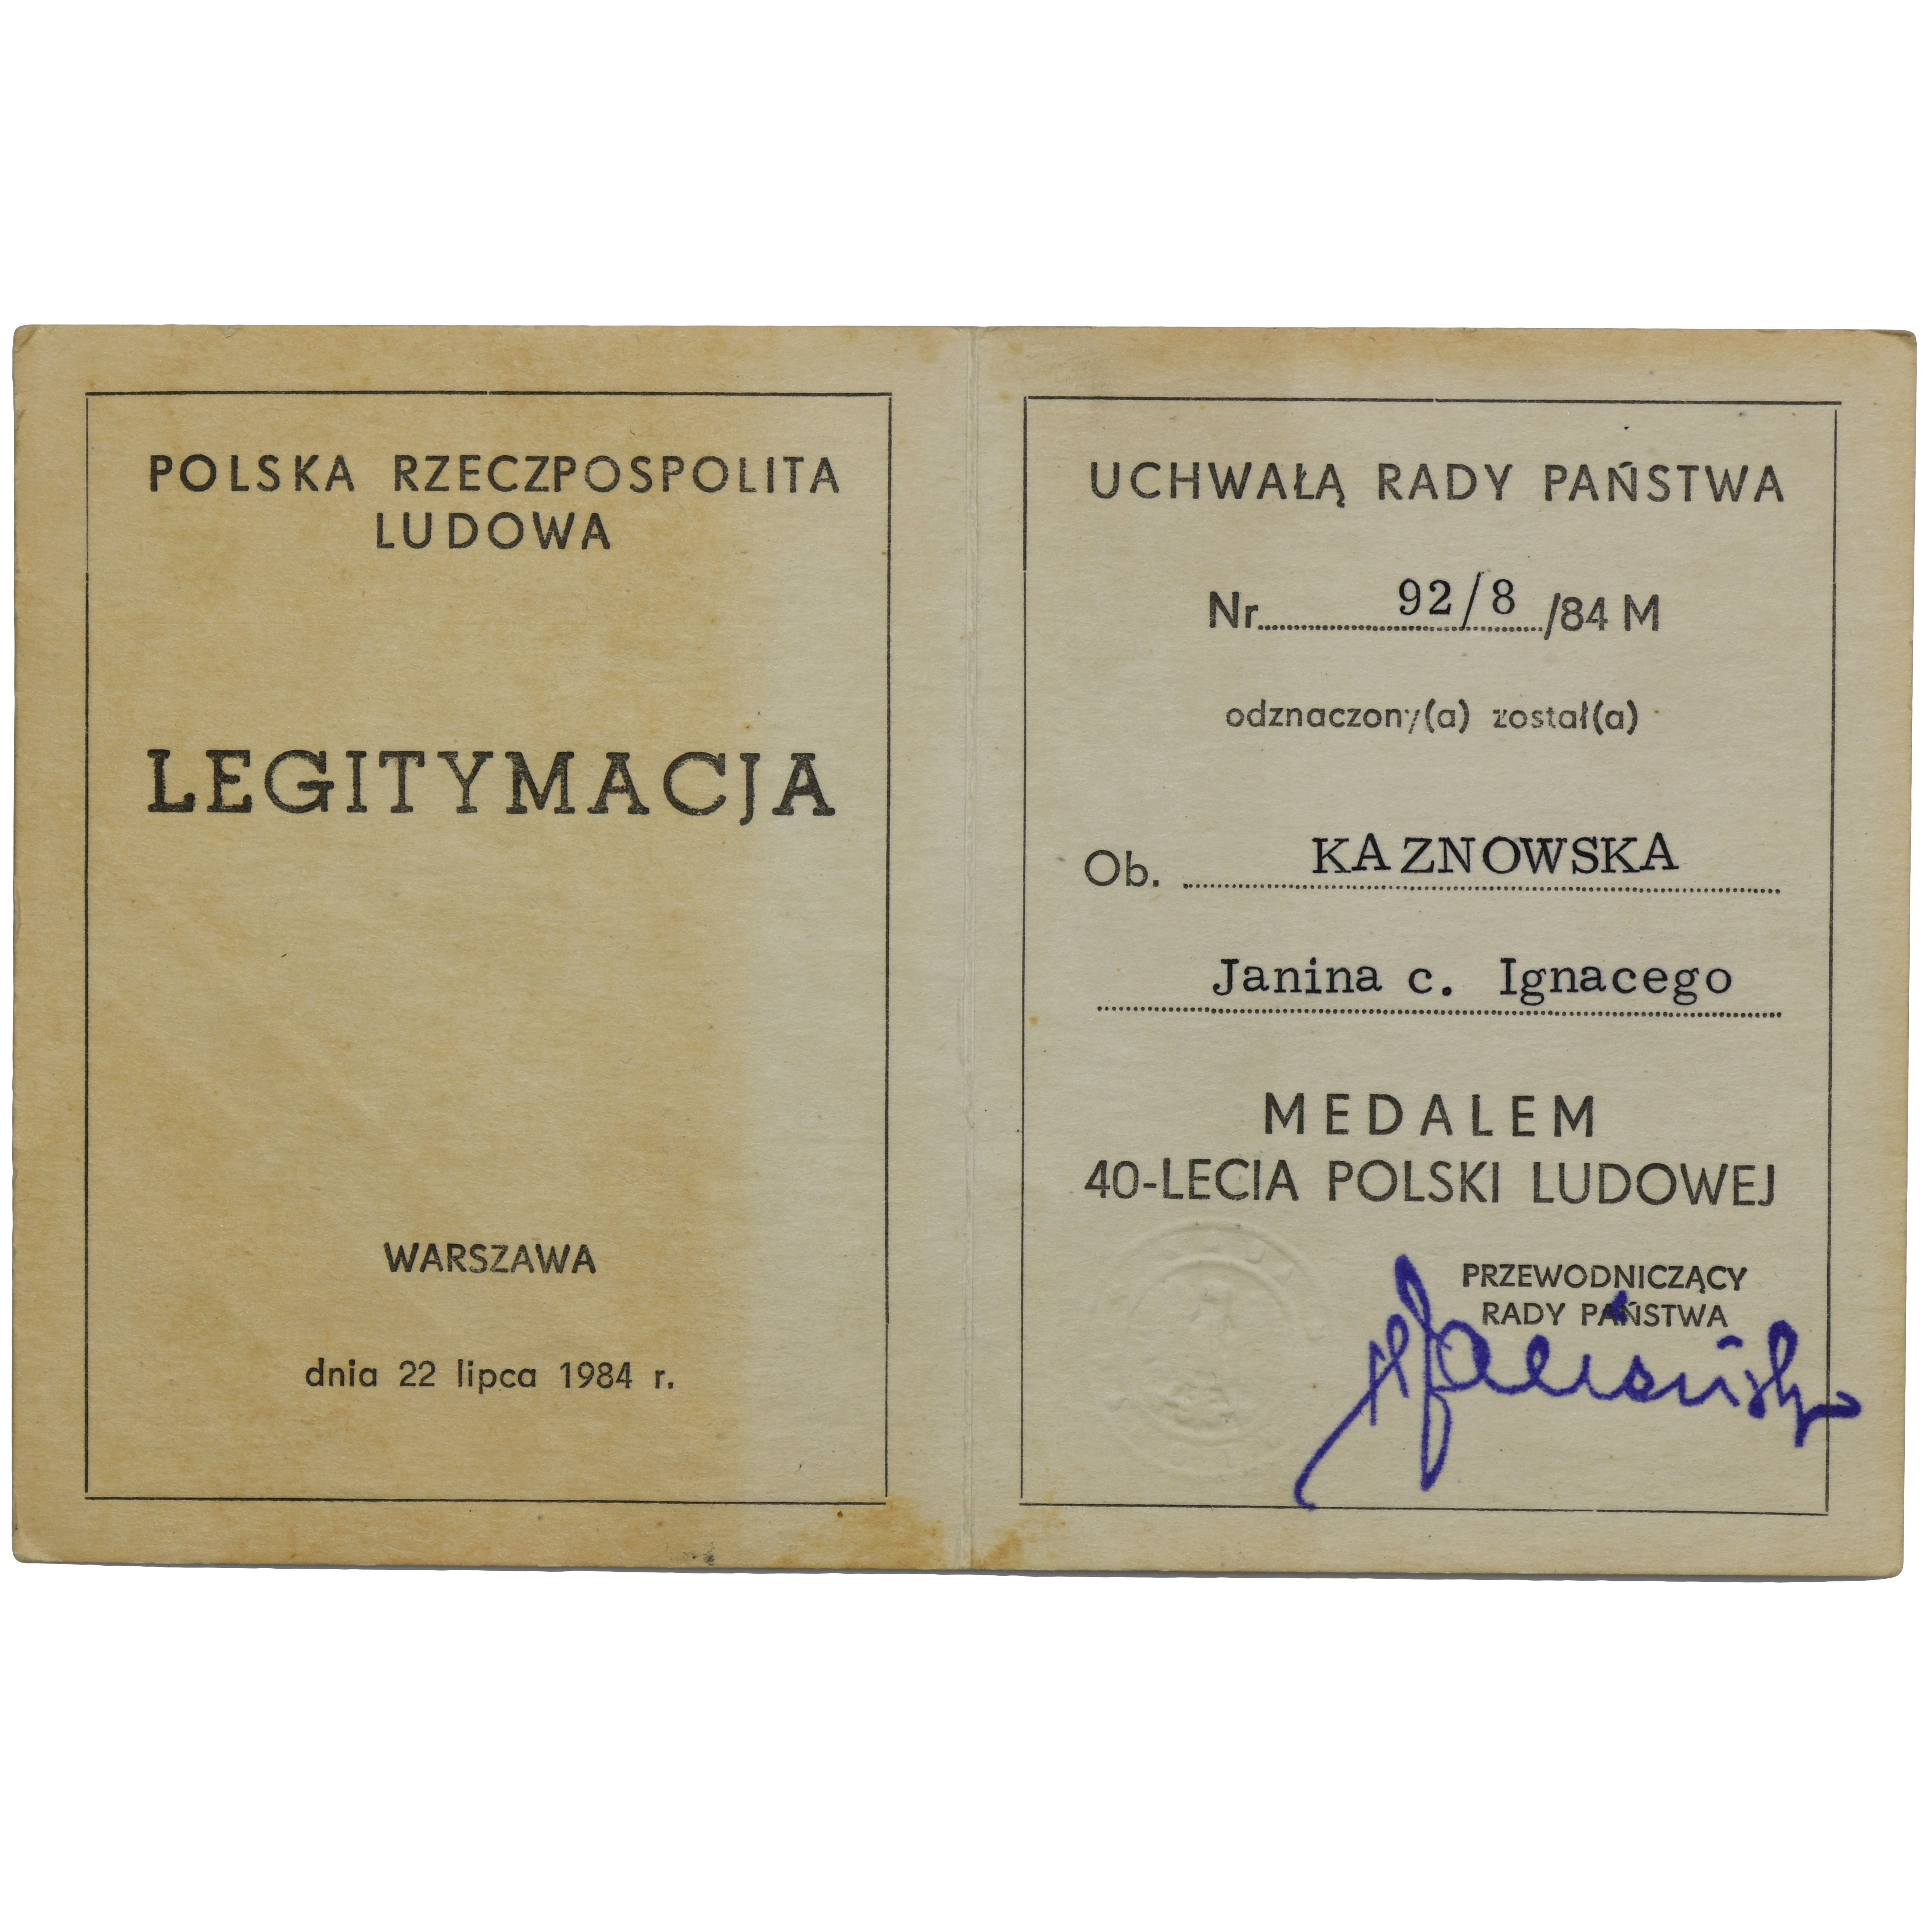 POLSKA RZECZPOSPOLITA
LUDOWA
LEGITYMACJA
WARSZAWA
dnia 22 lipca 1984 r.
UCHWAŁĄ RADY PAŃSTWA
Nr 92/8 /84 M
odznaczony(a) został(a)
Ob. KAZNOWSKA
Janina c. Ignacego
MEDALEM
40-LECIA POLSKI LUDOWEJ
PRZEWODNICZĄCY
RADY PAŃSTWA